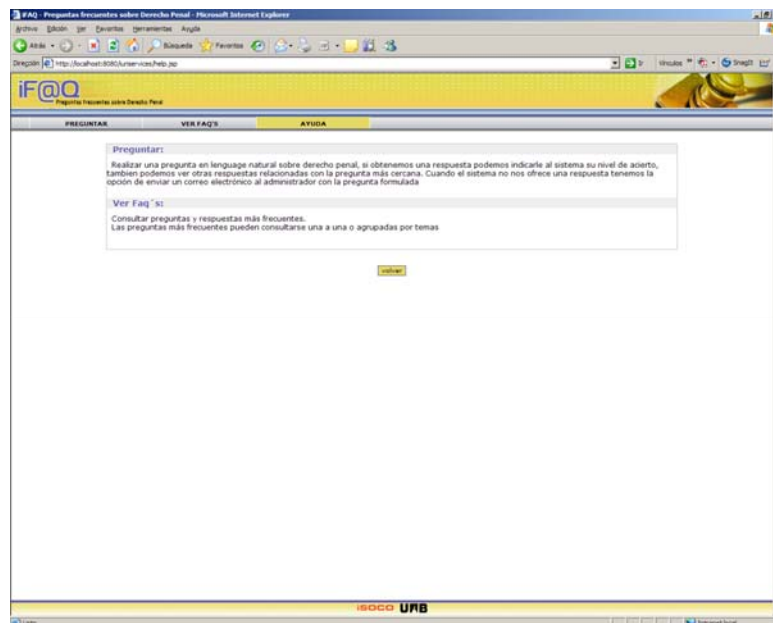 FAQ - Preguntas frecuentes sobre Derecho Penal - Microsoft Internet Explorer
Archivo Edición Ver Favoritos Herramientas Ayuda
Atrás Búsqueda Favoritos
Dirección http://localhost:8080/iuriservices/help.jsp Ir Vínculos SnagIt
iF@Q
Preguntas frecuentes sobre Derecho Penal
PREGUNTAR VER FAQ'S AYUDA
Preguntar:
Realizar una pregunta en lenguage natural sobre derecho penal, si obtenemos una respuesta podemos indicarle al sistema su nivel de acierto,
tambien podemos ver otras respuestas relacionadas con la pregunta más cercana. Cuando el sistema no nos ofrece una respuesta tenemos la
opción de enviar un correo electrónico al administrador con la pregunta formulada
Ver Faq´s:
Consultar preguntas y respuestas más frecuentes.
Las preguntas más frecuentes pueden consultarse una a una o agrupadas por temas
volver
iSOCO UAB
Listo Intranet local